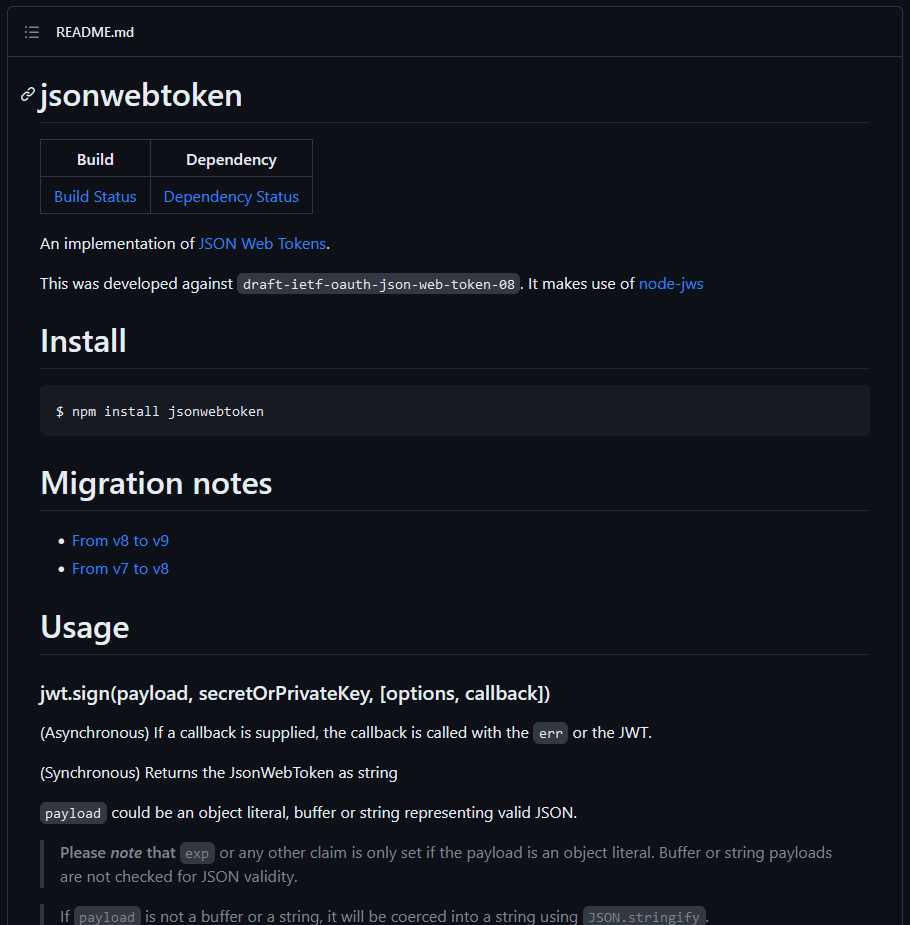 README.md
jsonwebtoken
Build Dependency
Build Status Dependency Status
An implementation of JSON Web Tokens.
This was developed against draft-ietf-oauth-json-web-token-08. It makes use of node-jws
Install
$ npm install jsonwebtoken
Migration notes
• From v8 to v9
• From v7 to v8
Usage
jwt.sign(payload, secretOrPrivateKey, [options, callback])
(Asynchronous) If a callback is supplied, the callback is called with the err or the JWT.
(Synchronous) Returns the JsonWebToken as string
payload could be an object literal, buffer or string representing valid JSON.
Please note that exp or any other claim is only set if the payload is an object literal. Buffer or string payloads
are not checked for JSON validity.
If payload is not a buffer or a string, it will be coerced into a string using JSON.stringify.